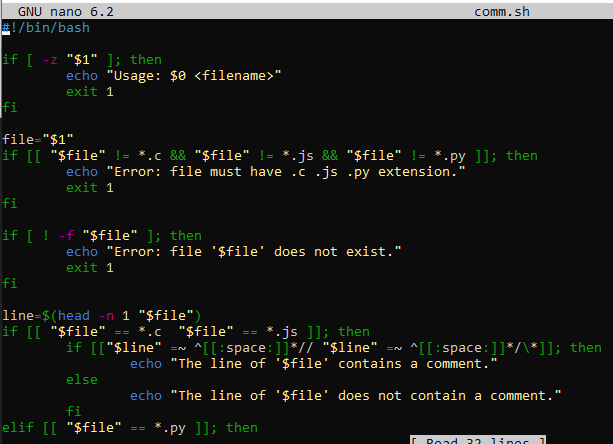 GNU nano 6.2 comm.sh
#!/bin/bash
if [ -z "$1" ]; then
echo "Usage: $0 <filename>"
exit 1
fi
file="$1"
if [[ "$file" != *.c && "$file" != *.js && "$file" != *.py ]]; then
echo "Error: file must have .c .js .py extension."
exit 1
fi
if [ ! -f "$file" ]; then
echo "Error: file '$file' does not exist."
exit 1
fi
line=$(head -n 1 "$file")
if [[ "$file" == *.c  "$file" == *.js ]]; then
if [["$line" =~ ^[[:space:]]*// "$line" =~ ^[[:space:]]*/\*]]; then
echo "The line of '$file' contains a comment."
else
echo "The line of '$file' does not contain a comment."
fi
elif [[ "$file" == *.py ]]; then
[ Read 32 lines ]